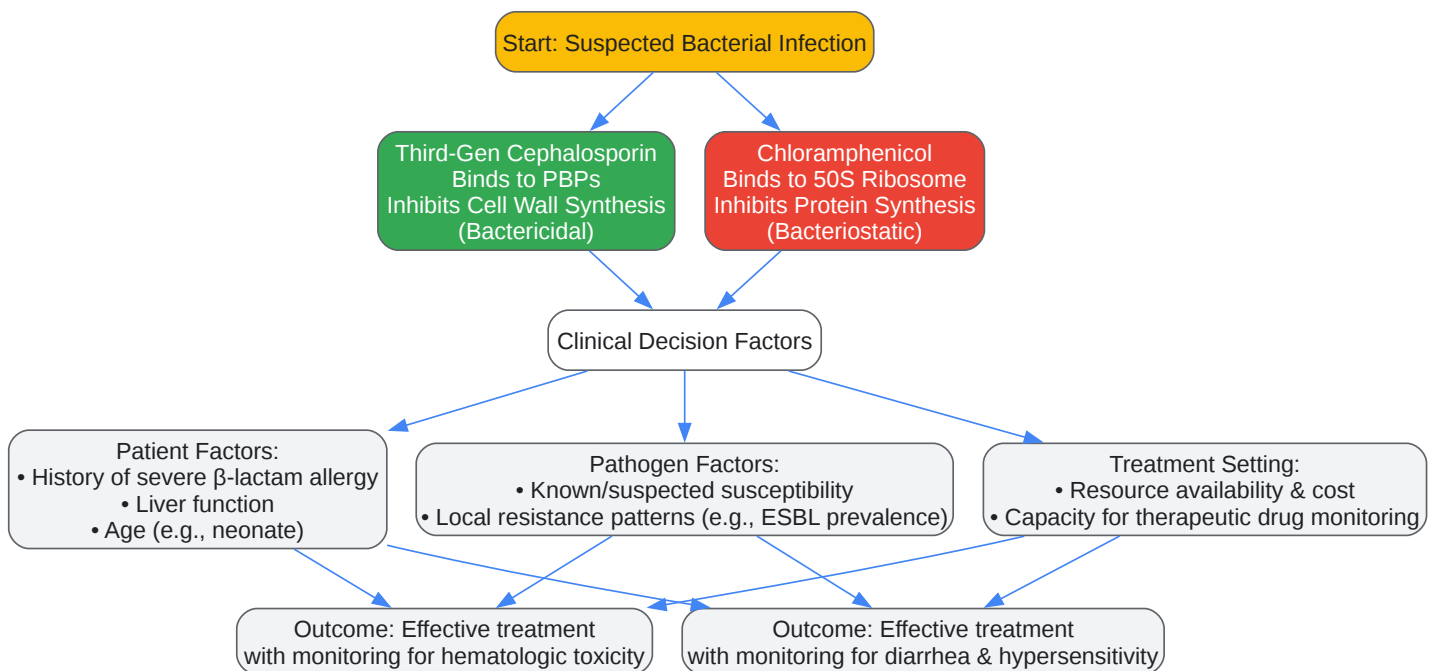 Start: Suspected Bacterial Infection
Third-Gen Cephalosporin
Binds to PBPs
Inhibits Cell Wall Synthesis
(Bactericidal)
Chloramphenicol
Binds to 50S Ribosome
Inhibits Protein Synthesis
(Bacteriostatic)
Clinical Decision Factors
Patient Factors:
• History of severe β-lactam allergy
• Liver function
• Age (e.g., neonate)
Pathogen Factors:
• Known/suspected susceptibility
• Local resistance patterns (e.g., ESBL prevalence)
Treatment Setting:
• Resource availability & cost
• Capacity for therapeutic drug monitoring
Outcome: Effective treatment
with monitoring for hematologic toxicity
Outcome: Effective treatment
with monitoring for diarrhea & hypersensitivity